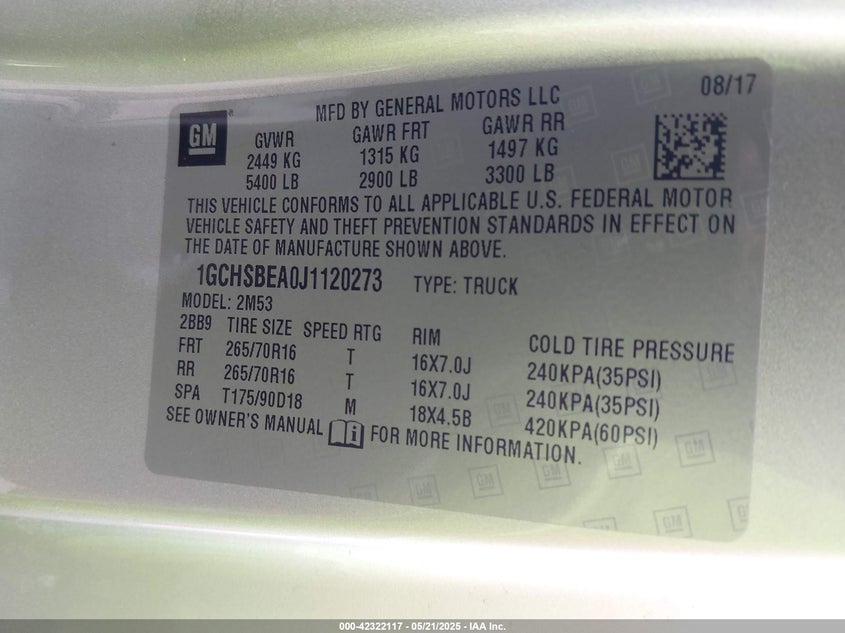 08/17
GM
MFD BY GENERAL MOTORS LLC
GVWR GAWR FRT GAWR RR
2449 KG 1315 KG 1497 KG
5400 LB 2900 LB 3300 LB
THIS VEHICLE CONFORMS TO ALL APPLICABLE U.S. FEDERAL MOTOR
VEHICLE SAFETY AND THEFT PREVENTION STANDARDS IN EFFECT ON
THE DATE OF MANUFACTURE SHOWN ABOVE.
1GCHSBEA0J1120273 TYPE: TRUCK
MODEL: 2M53
2BB9 TIRE SIZE SPEED RTG RIM COLD TIRE PRESSURE
FRT 265/70R16 T 16X7.0J 240KPA(35PSI)
RR 265/70R16 T 16X7.0J 240KPA(35PSI)
SPA T175/90D18 M 18X4.5B 420KPA(60PSI)
SEE OWNER'S MANUAL FOR MORE INFORMATION.
000-42322117 - 05/21/2025 - IAA Inc.